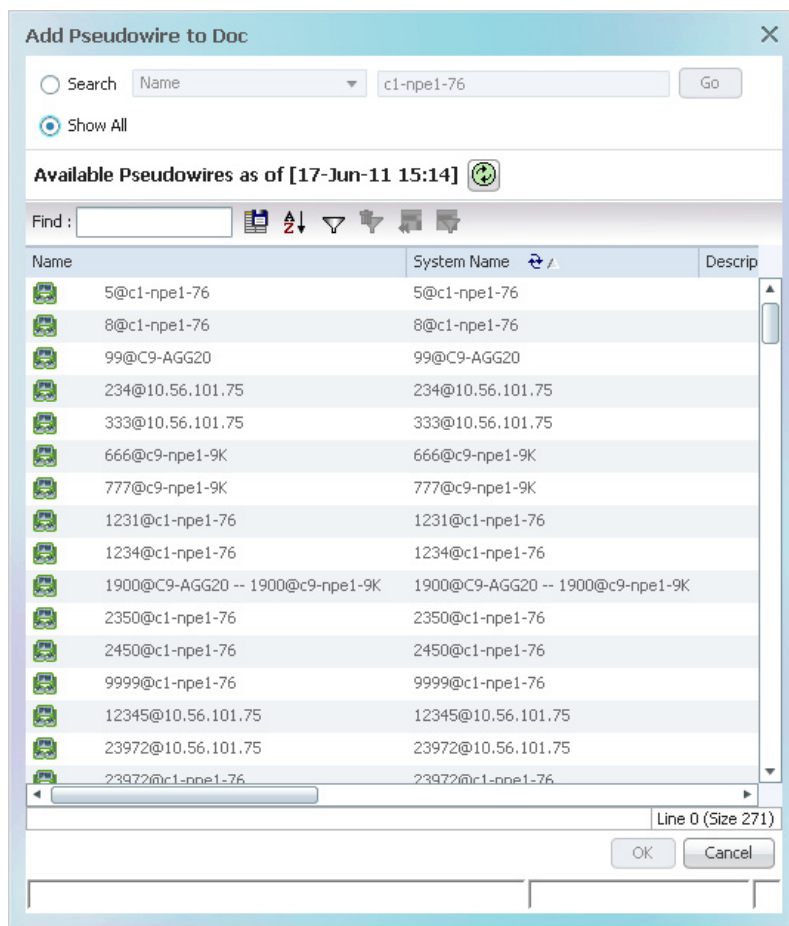 Add Pseudowire to Doc
Search Name c1-npe1-76 Go
Show All
Available Pseudowires as of [17-Jun-11 15:14]
Find :
Name System Name Descrip
5@c1-npe1-76 5@c1-npe1-76
8@c1-npe1-76 8@c1-npe1-76
99@C9-AGG20 99@C9-AGG20
234@10.56.101.75 234@10.56.101.75
333@10.56.101.75 333@10.56.101.75
666@c9-npe1-9K 666@c9-npe1-9K
777@c9-npe1-9K 777@c9-npe1-9K
1231@c1-npe1-76 1231@c1-npe1-76
1234@c1-npe1-76 1234@c1-npe1-76
1900@C9-AGG20 -- 1900@c9-npe1-9K 1900@C9-AGG20 -- 1900@c9-npe1-9K
2350@c1-npe1-76 2350@c1-npe1-76
2450@c1-npe1-76 2450@c1-npe1-76
9999@c1-npe1-76 9999@c1-npe1-76
12345@10.56.101.75 12345@10.56.101.75
23972@10.56.101.75 23972@10.56.101.75
23972@c1-npe1-76 23972@c1-npe1-76
Line 0 (Size 271)
OK Cancel